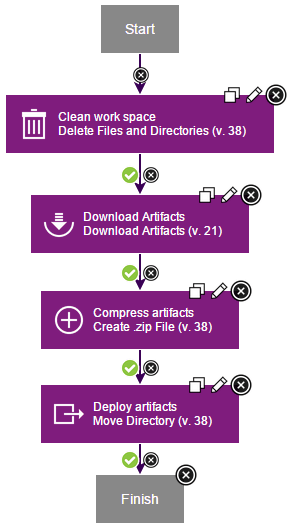 Start
Clean work space
Delete Files and Directories (v. 38)
Download Artifacts
Download Artifacts (v. 21)
Compress artifacts
Create .zip File (v. 38)
Deploy artifacts
Move Directory (v. 38)
Finish